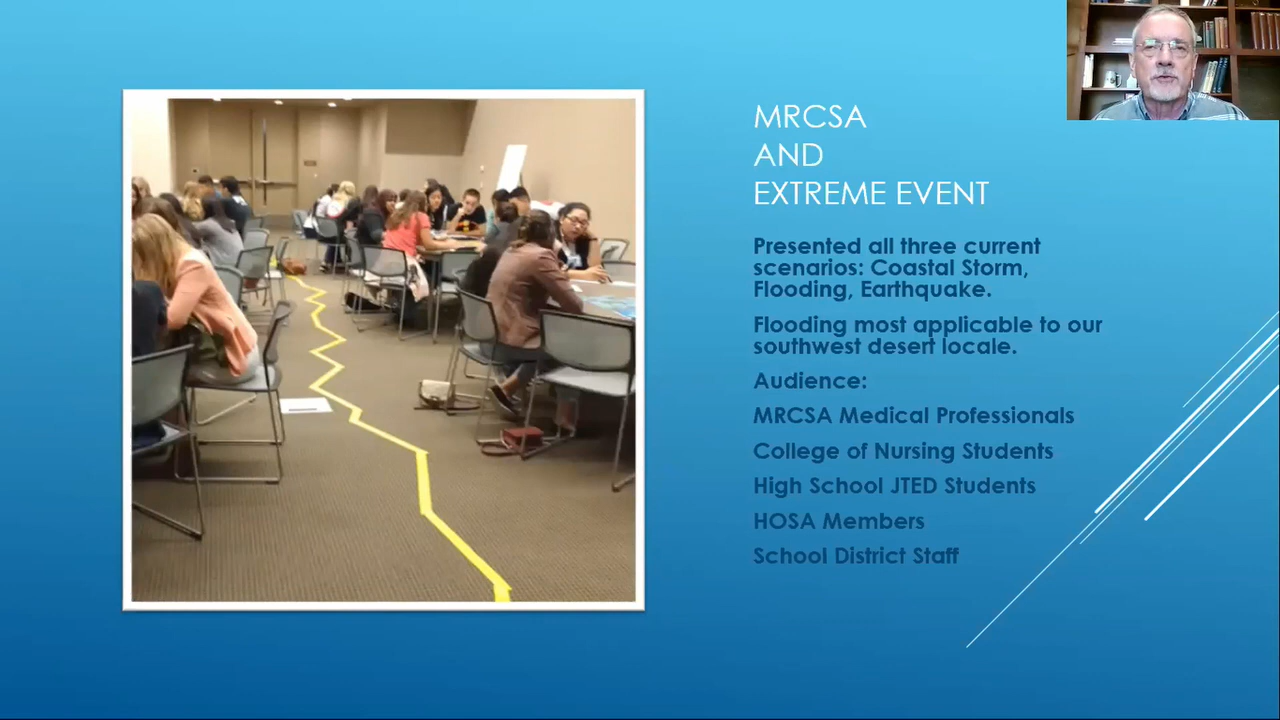 MRCSA
AND
EXTREME EVENT
Presented all three current
scenarios: Coastal Storm,
Flooding, Earthquake.
Flooding most applicable to our
southwest desert locale.
Audience:
MRCSA Medical Professionals
College of Nursing Students
High School JTED Students
HOSA Members
School District Staff